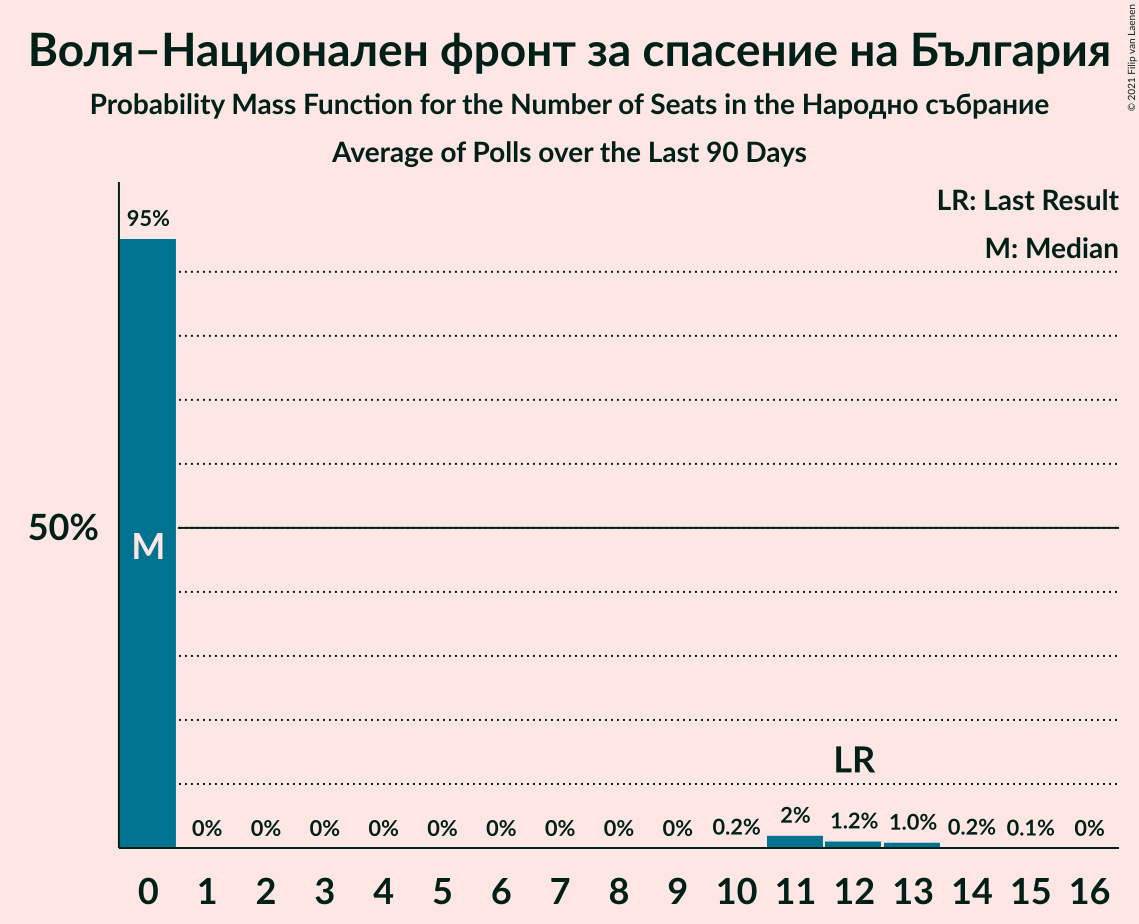 Воля–Национален фронт за спасение на България
Probability Mass Function for the Number of Seats in the Народно събрание
Average of Polls over the Last 90 Days
© 2021 Filip van Laenen
LR: Last Result
M: Median
95%
50%
M
LR
0% 0% 0% 0% 0% 0% 0% 0% 0% 0.2% 2% 1.2% 1.0% 0.2% 0.1% 0%
0 1 2 3 4 5 6 7 8 9 10 11 12 13 14 15 16